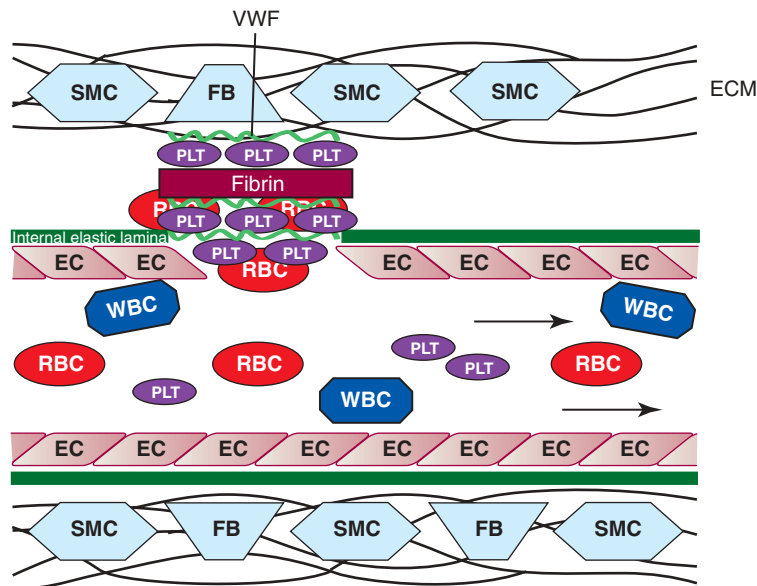 VWF
SMC FB SMC SMC
ECM
PLT PLT PLT
Fibrin
RBC RBC
PLT PLT PLT
Internal elastic lamina
PLT PLT
RBC
EC EC EC EC EC EC
WBC WBC
PLT
RBC RBC PLT RBC
PLT
WBC
EC EC EC EC EC EC EC EC
SMC FB SMC FB SMC